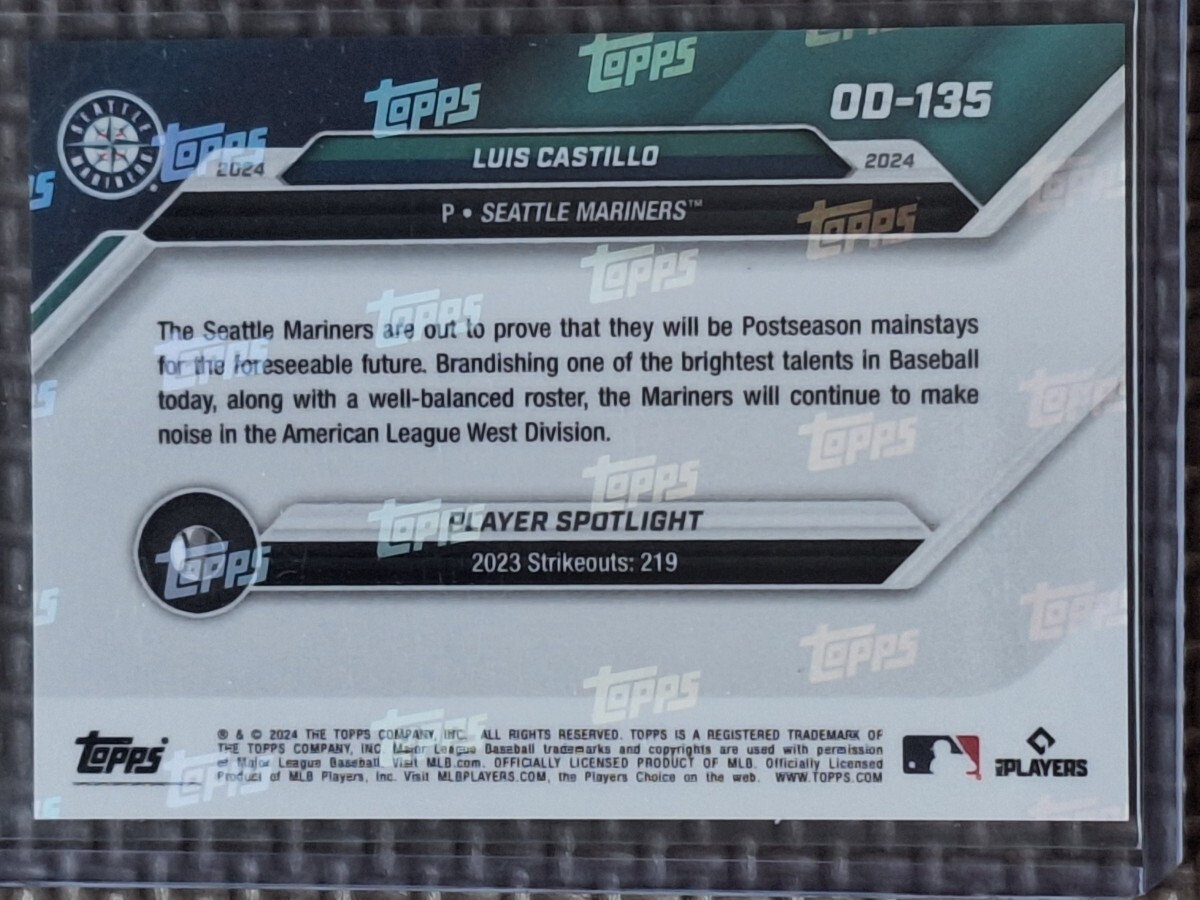 SEATTLE MARINERS
OD-135
2024 LUIS CASTILLO 2024
P • SEATTLE MARINERS™
The Seattle Mariners are out to prove that they will be Postseason mainstays
for the foreseeable future. Brandishing one of the brightest talents in Baseball
today, along with a well-balanced roster, the Mariners will continue to make
noise in the American League West Division.
PLAYER SPOTLIGHT
2023 Strikeouts: 219
Topps
® & © 2024 THE TOPPS COMPANY, INC. ALL RIGHTS RESERVED. TOPPS IS A REGISTERED TRADEMARK OF
THE TOPPS COMPANY, INC. Major League Baseball trademarks and copyrights are used with permission
of Major League Baseball. Visit MLB.com. OFFICIALLY LICENSED PRODUCT OF MLB. Officially Licensed
Product of MLB Players, Inc. Visit MLBPLAYERS.COM, the Players Choice on the web. WWW.TOPPS.COM
PLAYERS